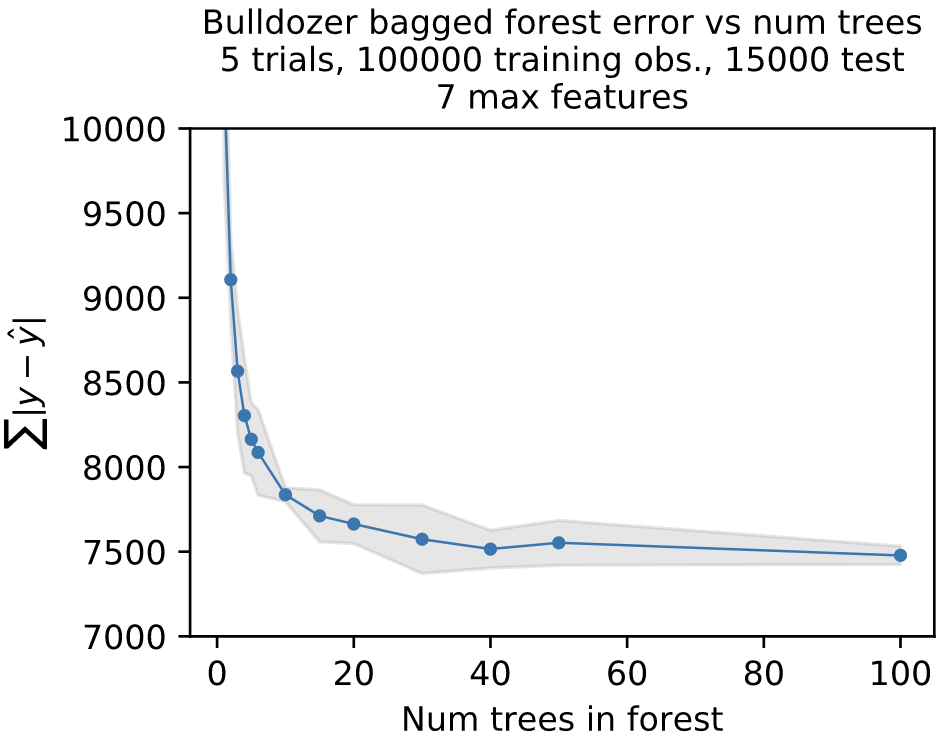 Bulldozer bagged forest error vs num trees
5 trials, 100000 training obs., 15000 test
7 max features
10000
9500
9000
8500
8000
7500
7000
∑|y − ŷ|
0 20 40 60 80 100
Num trees in forest